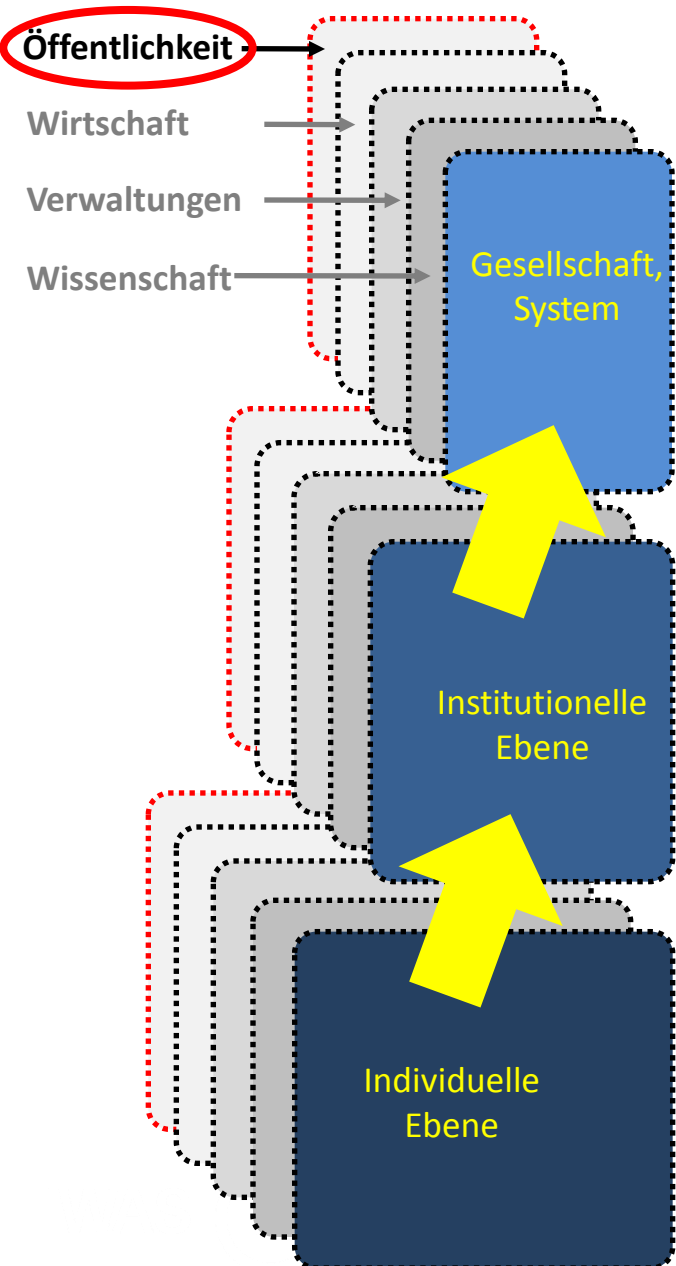 Öffentlichkeit
Wirtschaft
Verwaltungen
Wissenschaft
Gesellschaft,
System
Institutionelle
Ebene
Individuelle
Ebene